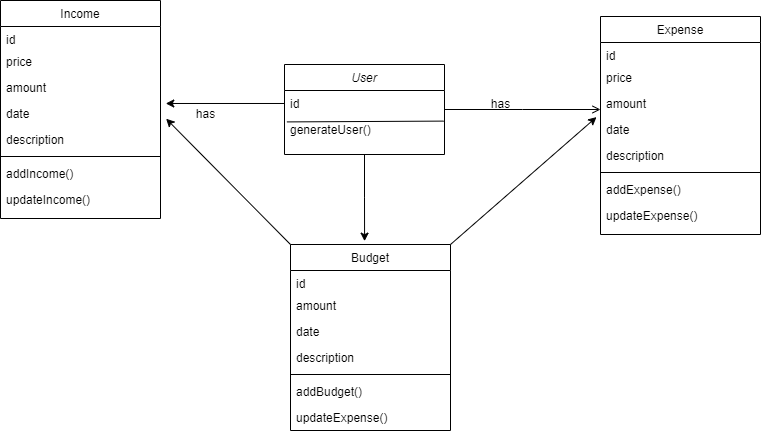 Income
id
price
amount
date
description
addIncome()
updateIncome()
has
User
id
generateUser()
has
Expense
id
price
amount
date
description
addExpense()
updateExpense()
Budget
id
amount
date
description
addBudget()
updateExpense()